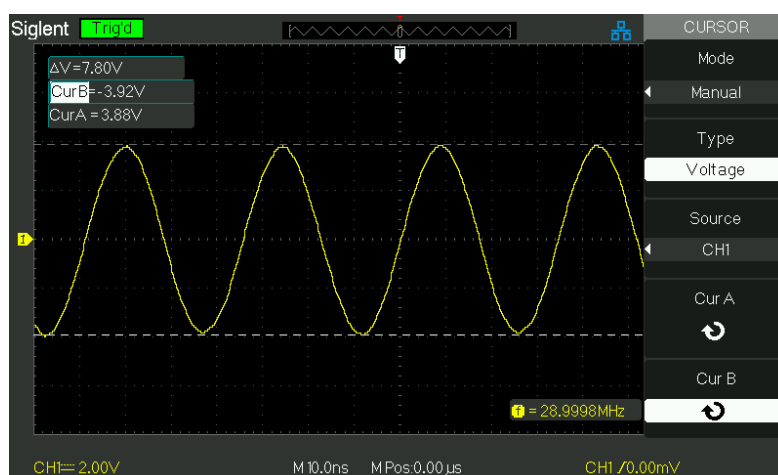 Siglent Trig'd
CURSOR
T
ΔV=7.80V
CurB=-3.92V
CurA=3.88V
Mode
Manual
Type
Voltage
Source
CH1
Cur A
Cur B
1
f = 28.9998MHz
CH1 2.00V M 10.0ns M Pos:0.00 µs CH1 0.00mV